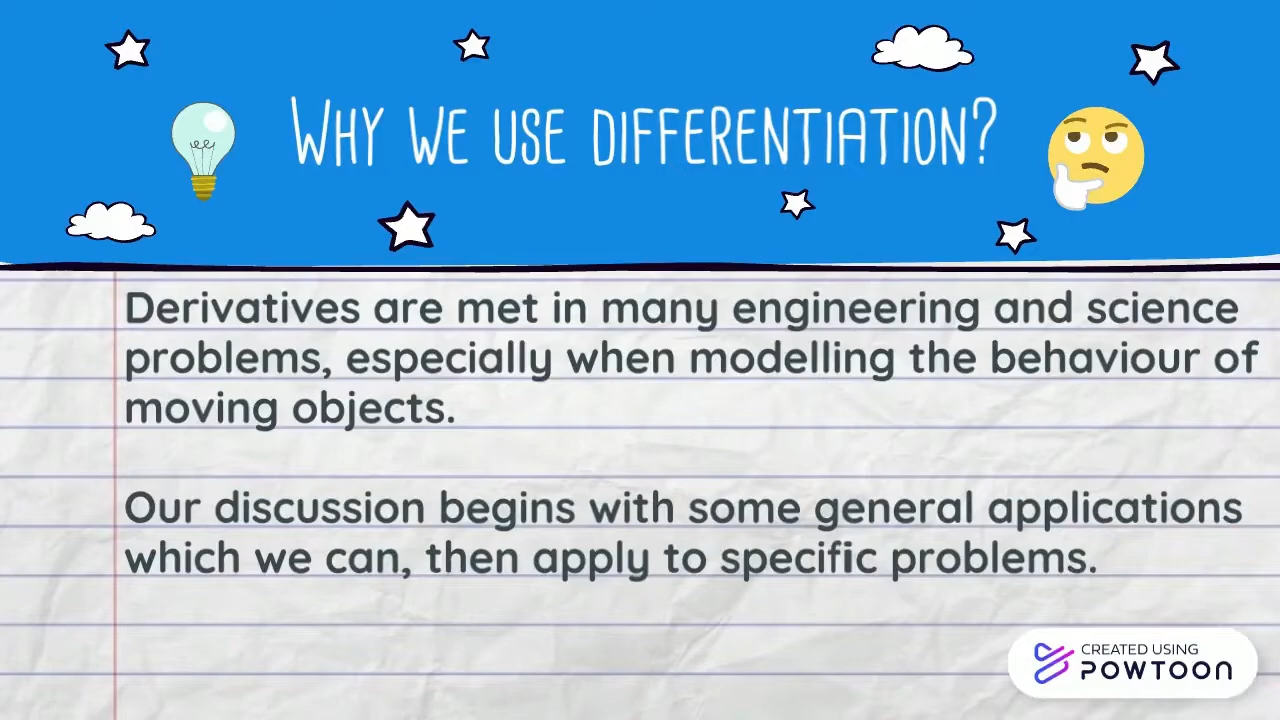 WHY WE USE DIFFERENTIATION?
Derivatives are met in many engineering and science
problems, especially when modelling the behaviour of
moving objects.
Our discussion begins with some general applications
which we can, then apply to specific problems.
CREATED USING
POWTOON